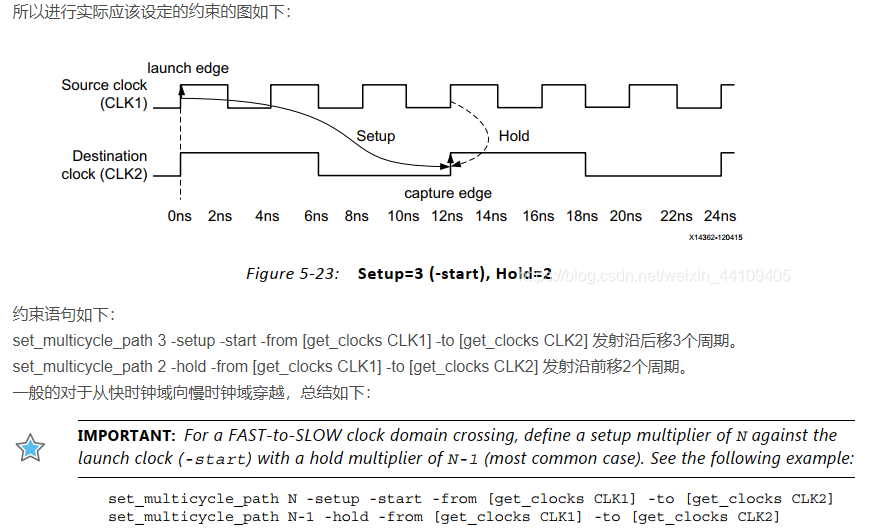 所以进行实际应该设定的约束的图如下：
launch edge
Source clock
(CLK1)
Setup
Hold
Destination
clock (CLK2)
capture edge
0ns 2ns 4ns 6ns 8ns 10ns 12ns 14ns 16ns 18ns 20ns 22ns 24ns
X14362-120415
Figure 5-23: Setup=3 (-start), Hold=2
https://blog.csdn.net/weixin_44109405
约束语句如下：
set_multicycle_path 3 -setup -start -from [get_clocks CLK1] -to [get_clocks CLK2] 发射沿后移3个周期。
set_multicycle_path 2 -hold -from [get_clocks CLK1] -to [get_clocks CLK2] 发射沿前移2个周期。
一般的对于从快时钟域向慢时钟域穿越，总结如下：
IMPORTANT: For a FAST-to-SLOW clock domain crossing, define a setup multiplier of N against the
launch clock (-start) with a hold multiplier of N-1 (most common case). See the following example:
set_multicycle_path N -setup -start -from [get_clocks CLK1] -to [get_clocks CLK2]
set_multicycle_path N-1 -hold -from [get_clocks CLK1] -to [get_clocks CLK2]